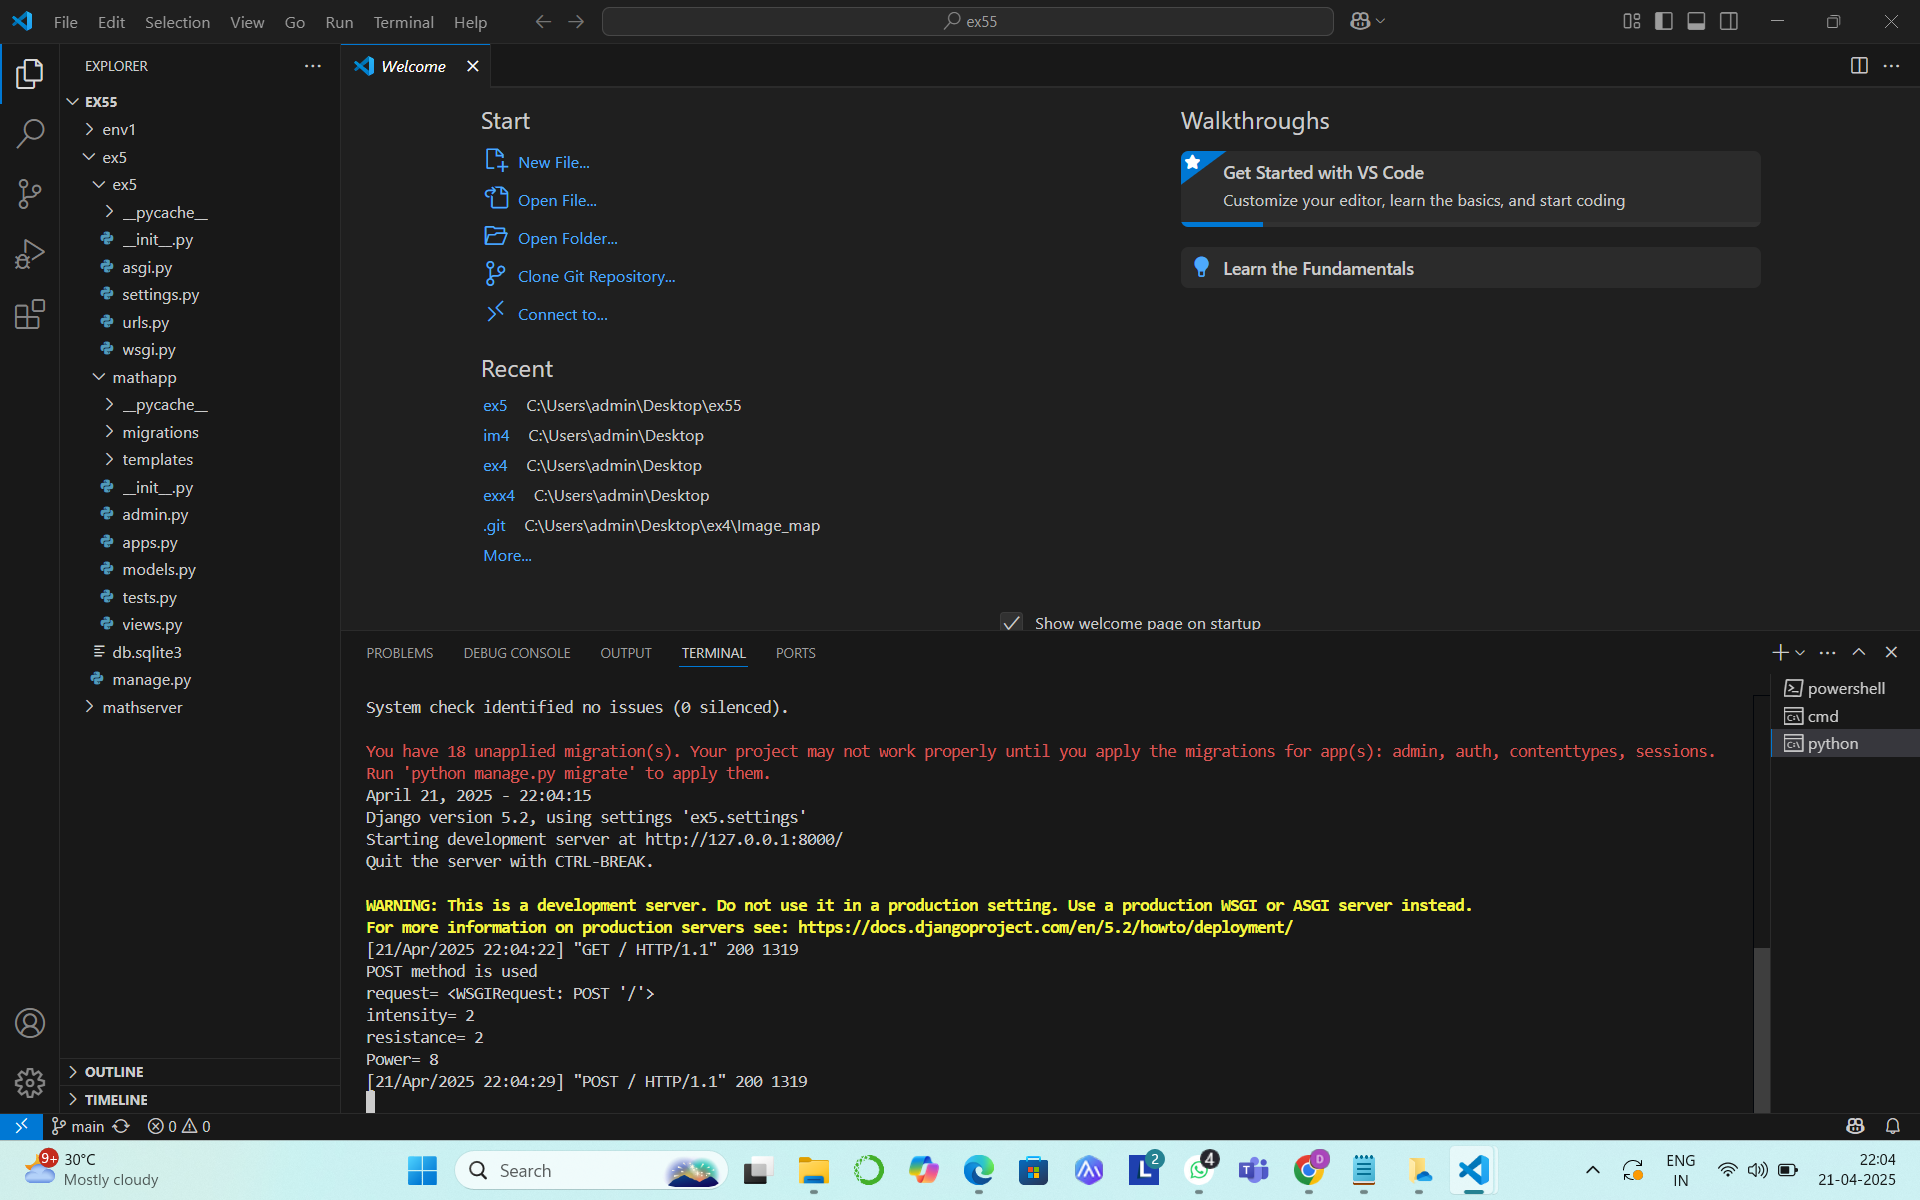 File Edit Selection View Go Run Terminal Help
ex55
EXPLORER
EX55
env1
ex5
ex5
__pycache__
__init__.py
asgi.py
settings.py
urls.py
wsgi.py
mathapp
__pycache__
migrations
templates
__init__.py
admin.py
apps.py
models.py
tests.py
views.py
db.sqlite3
manage.py
mathserver
OUTLINE
TIMELINE
Welcome
Start
New File...
Open File...
Open Folder...
Clone Git Repository...
Connect to...
Recent
ex5 C:\Users\admin\Desktop\ex55
im4 C:\Users\admin\Desktop
ex4 C:\Users\admin\Desktop
exx4 C:\Users\admin\Desktop
.git C:\Users\admin\Desktop\ex4\Image_map
More...
Walkthroughs
Get Started with VS Code
Customize your editor, learn the basics, and start coding
Learn the Fundamentals
Show welcome page on startup
PROBLEMS DEBUG CONSOLE OUTPUT TERMINAL PORTS
System check identified no issues (0 silenced).
You have 18 unapplied migration(s). Your project may not work properly until you apply the migrations for app(s): admin, auth, contenttypes, sessions.
Run 'python manage.py migrate' to apply them.
April 21, 2025 - 22:04:15
Django version 5.2, using settings 'ex5.settings'
Starting development server at http://127.0.0.1:8000/
Quit the server with CTRL-BREAK.
WARNING: This is a development server. Do not use it in a production setting. Use a production WSGI or ASGI server instead.
For more information on production servers see: https://docs.djangoproject.com/en/5.2/howto/deployment/
[21/Apr/2025 22:04:22] "GET / HTTP/1.1" 200 1319
POST method is used
request= <WSGIRequest: POST '/'>
intensity= 2
resistance= 2
Power= 8
[21/Apr/2025 22:04:29] "POST / HTTP/1.1" 200 1319
powershell
cmd
python
main 0 0
9+
30°C
Mostly cloudy
Search
L 2
4
D
ENG
IN
22:04
21-04-2025